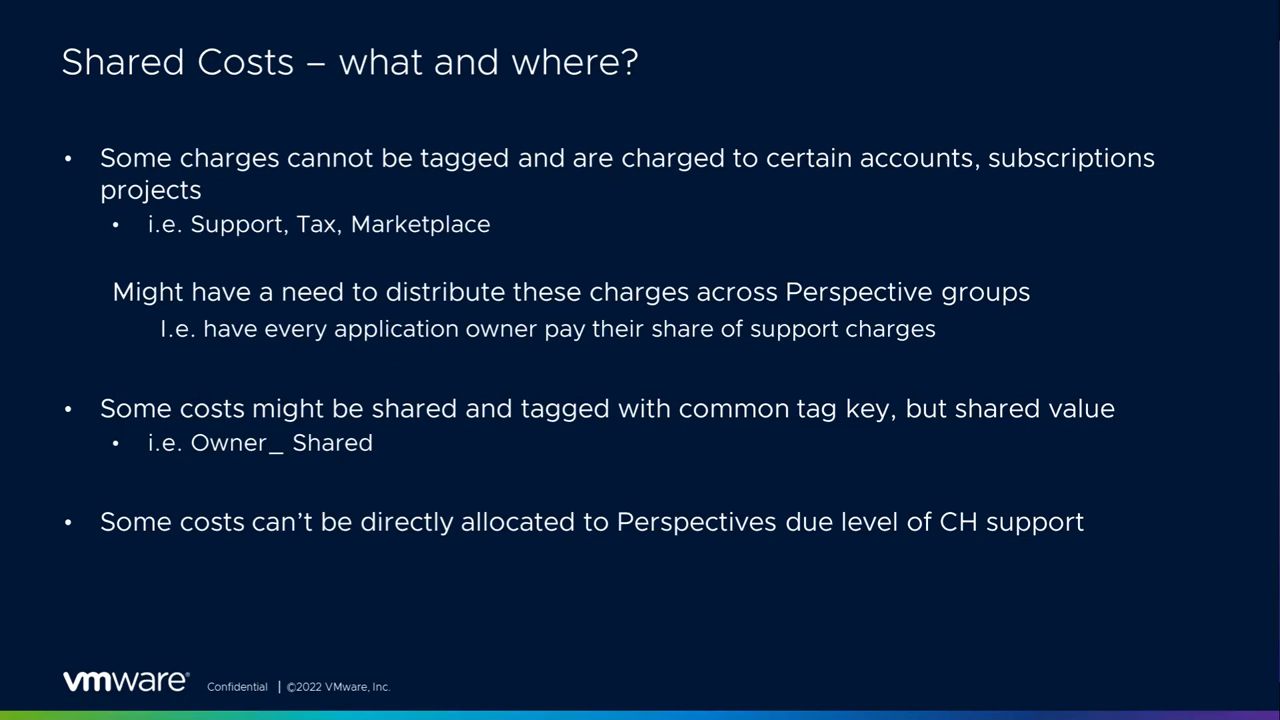 Shared Costs – what and where?
• Some charges cannot be tagged and are charged to certain accounts, subscriptions
projects
• i.e. Support, Tax, Marketplace
Might have a need to distribute these charges across Perspective groups
I.e. have every application owner pay their share of support charges
• Some costs might be shared and tagged with common tag key, but shared value
• i.e. Owner_ Shared
• Some costs can’t be directly allocated to Perspectives due level of CH support
vmware® Confidential | ©2022 VMware, Inc.